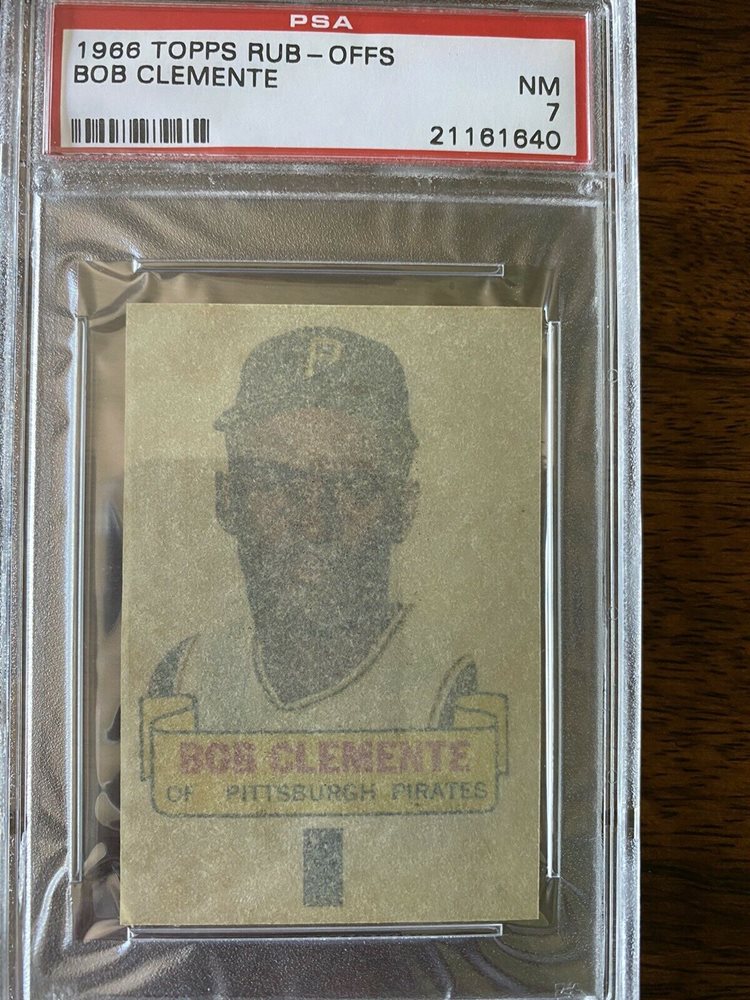 PSA
1966 TOPPS RUB-OFFS
BOB CLEMENTE
NM
7
21161640
P
BOB CLEMENTE
OF PITTSBURGH PIRATES